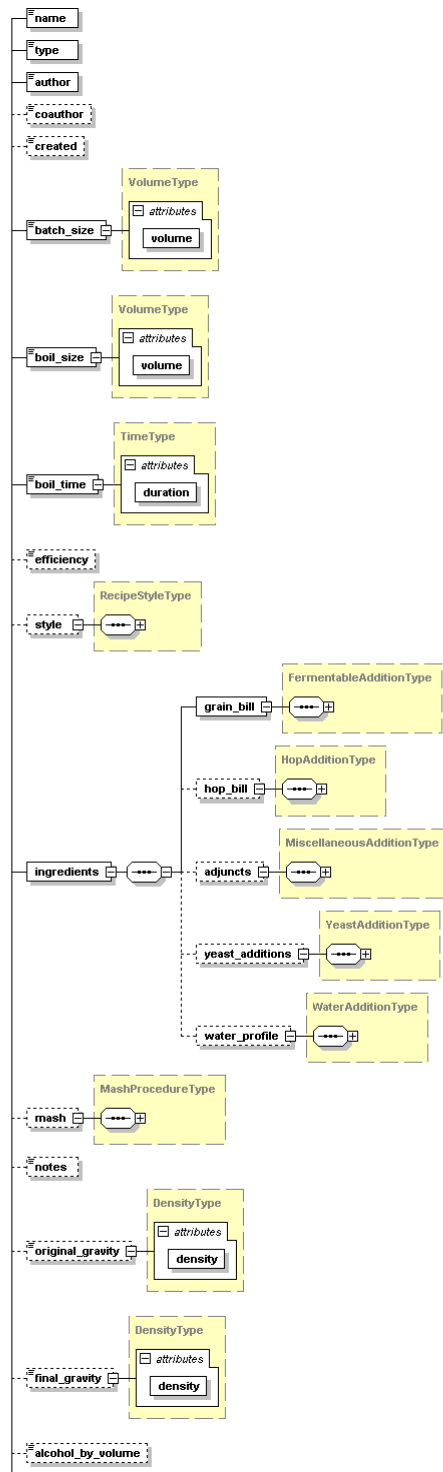 name
type
author
coauthor
created
VolumeType
attributes
batch_size
volume
VolumeType
attributes
boil_size
volume
TimeType
attributes
boil_time
duration
efficiency
RecipeStyleType
style
FermentableAdditionType
grain_bill
HopAdditionType
hop_bill
MiscellaneousAdditionType
ingredients
adjuncts
YeastAdditionType
yeast_additions
WaterAdditionType
water_profile
MashProcedureType
mash
notes
DensityType
attributes
original_gravity
density
DensityType
attributes
final_gravity
density
alcohol_by_volume